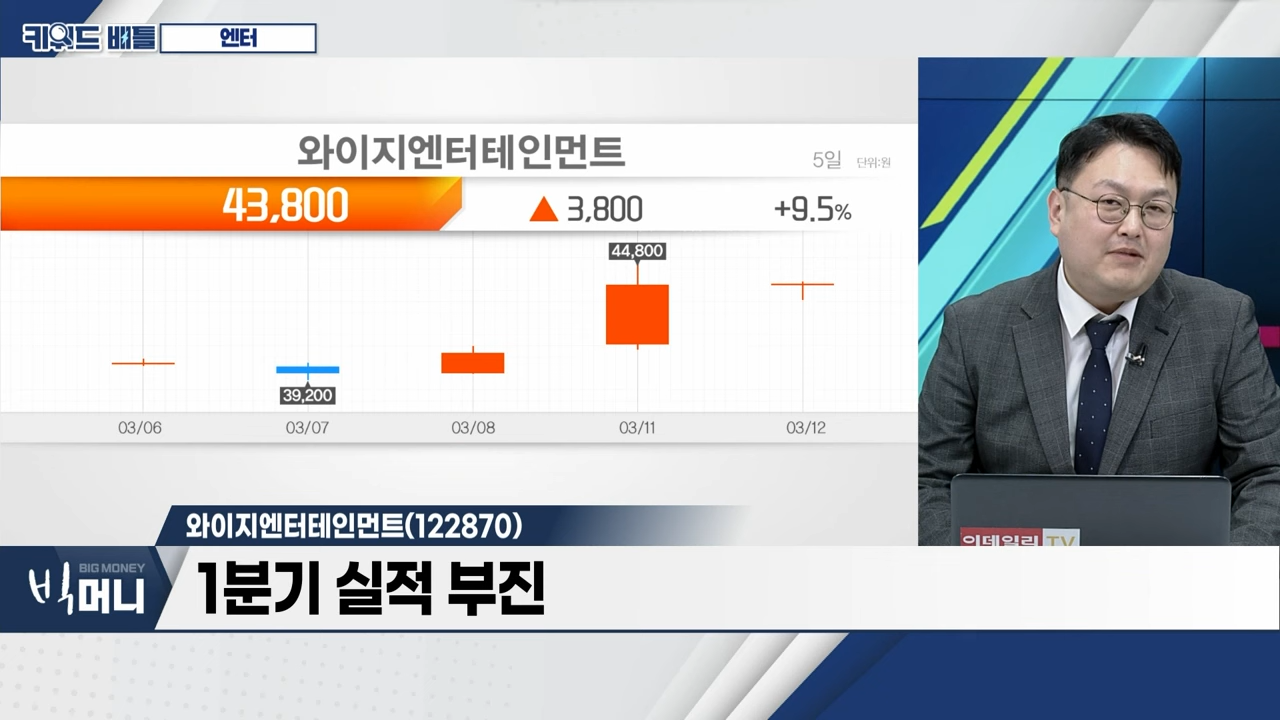 키워드 배틀
엔터
와이지엔터테인먼트
5일 단위:원
43,800 ▲ 3,800 +9.5%
44,800
39,200
03/06 03/07 03/08 03/11 03/12
와이지엔터테인먼트(122870)
BIG MONEY
빅머니
1분기 실적 부진
이데일리 TV